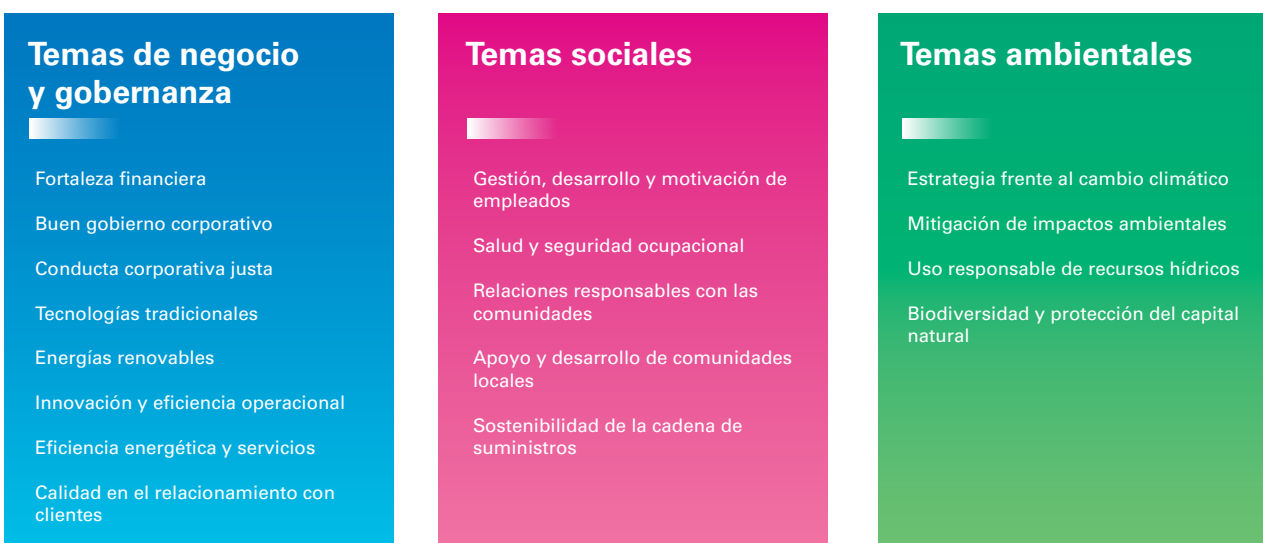 Temas de negocio
y gobernanza
Fortaleza financiera
Buen gobierno corporativo
Conducta corporativa justa
Tecnologías tradicionales
Energías renovables
Innovación y eficiencia operacional
Eficiencia energética y servicios
Calidad en el relacionamiento con
clientes
Temas sociales
Gestión, desarrollo y motivación de
empleados
Salud y seguridad ocupacional
Relaciones responsables con las
comunidades
Apoyo y desarrollo de comunidades
locales
Sostenibilidad de la cadena de
suministros
Temas ambientales
Estrategia frente al cambio climático
Mitigación de impactos ambientales
Uso responsable de recursos hídricos
Biodiversidad y protección del capital
natural